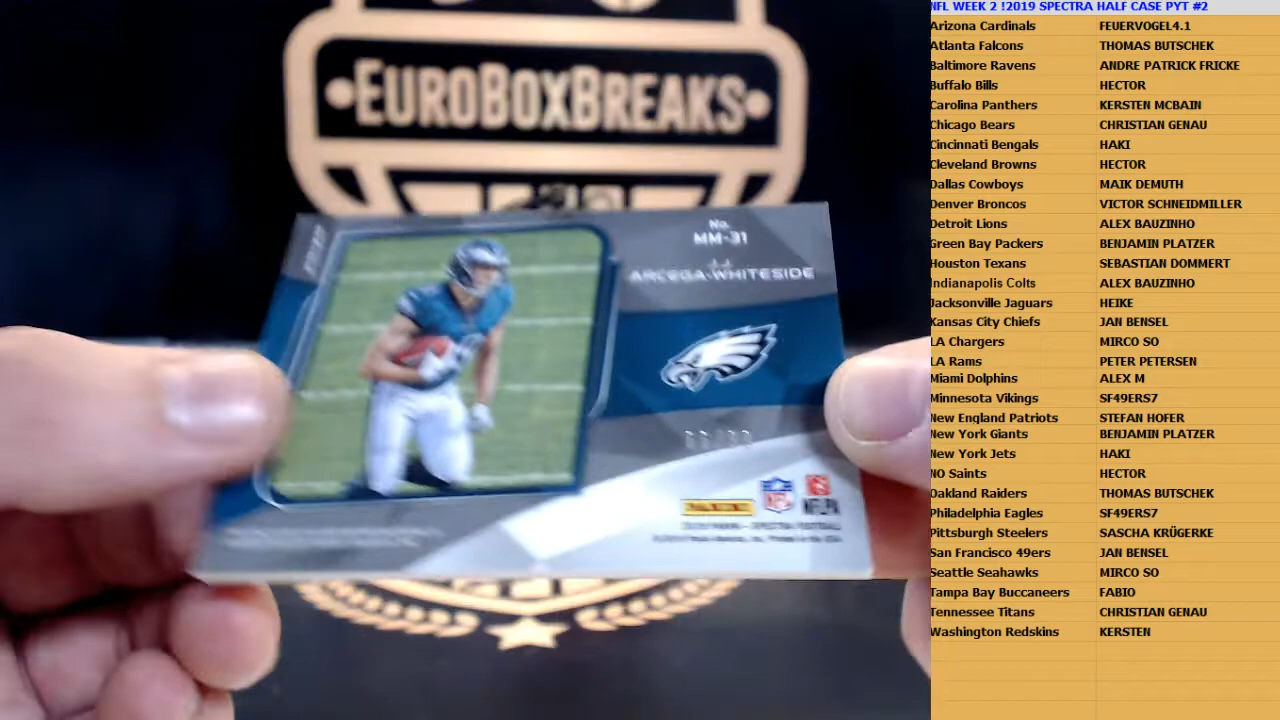 EUROBOXBREAKS
No.
MM-31
J.J.
ARCEGA-WHITESIDE
PANINI
NFL
NFLPA
NFL WEEK 2 !2019 SPECTRA HALF CASE PYT #2
Arizona Cardinals FEUERVOGEL4.1
Atlanta Falcons THOMAS BUTSCHEK
Baltimore Ravens ANDRE PATRICK FRICKE
Buffalo Bills HECTOR
Carolina Panthers KERSTEN MCBAIN
Chicago Bears CHRISTIAN GENAU
Cincinnati Bengals HAKI
Cleveland Browns HECTOR
Dallas Cowboys MAIK DEMUTH
Denver Broncos VICTOR SCHNEIDMILLER
Detroit Lions ALEX BAUZINHO
Green Bay Packers BENJAMIN PLATZER
Houston Texans SEBASTIAN DOMMERT
Indianapolis Colts ALEX BAUZINHO
Jacksonville Jaguars HEIKE
Kansas City Chiefs JAN BENSEL
LA Chargers MIRCO SO
LA Rams PETER PETERSEN
Miami Dolphins ALEX M
Minnesota Vikings SF49ERS7
New England Patriots STEFAN HOFER
New York Giants BENJAMIN PLATZER
New York Jets HAKI
NO Saints HECTOR
Oakland Raiders THOMAS BUTSCHEK
Philadelphia Eagles SF49ERS7
Pittsburgh Steelers SASCHA KRÜGERKE
San Francisco 49ers JAN BENSEL
Seattle Seahawks MIRCO SO
Tampa Bay Buccaneers FABIO
Tennessee Titans CHRISTIAN GENAU
Washington Redskins KERSTEN